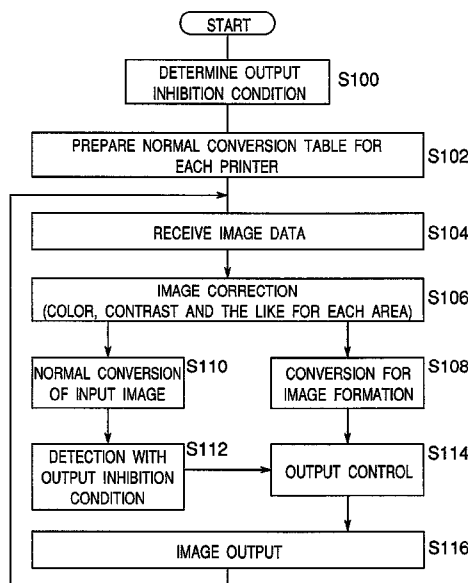 START
DETERMINE OUTPUT
INHIBITION CONDITION
S100
PREPARE NORMAL CONVERSION TABLE FOR
EACH PRINTER
S102
RECEIVE IMAGE DATA
S104
IMAGE CORRECTION
(COLOR, CONTRAST AND THE LIKE FOR EACH AREA)
S106
NORMAL CONVERSION
OF INPUT IMAGE
S110
CONVERSION FOR
IMAGE FORMATION
S108
DETECTION WITH
OUTPUT INHIBITION
CONDITION
S112
OUTPUT CONTROL
S114
IMAGE OUTPUT
S116